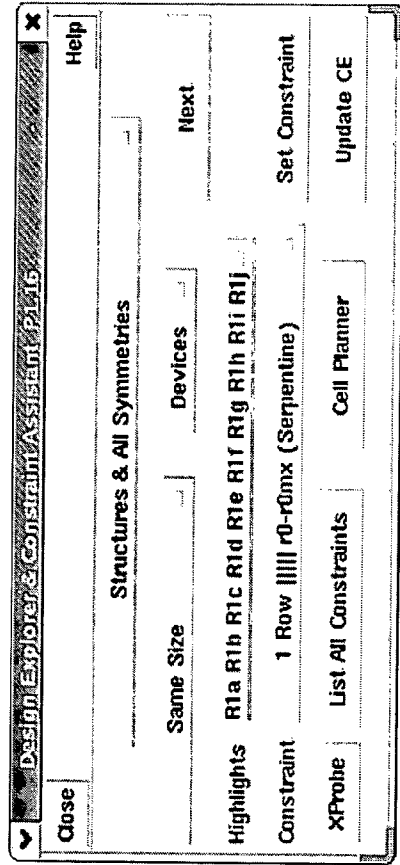 Design Explorer & Constraint Assistant P1.16
Close Help
Structures & All Symmetries
Same Size Devices Next
Highlights R1a R1b R1c R1d R1e R1f R1g R1h R1i R1j
Constraint 1 Row ||||| r0-r0mx (Serpentine) Set Constraint
XProbe List All Constraints Cell Planner Update CE